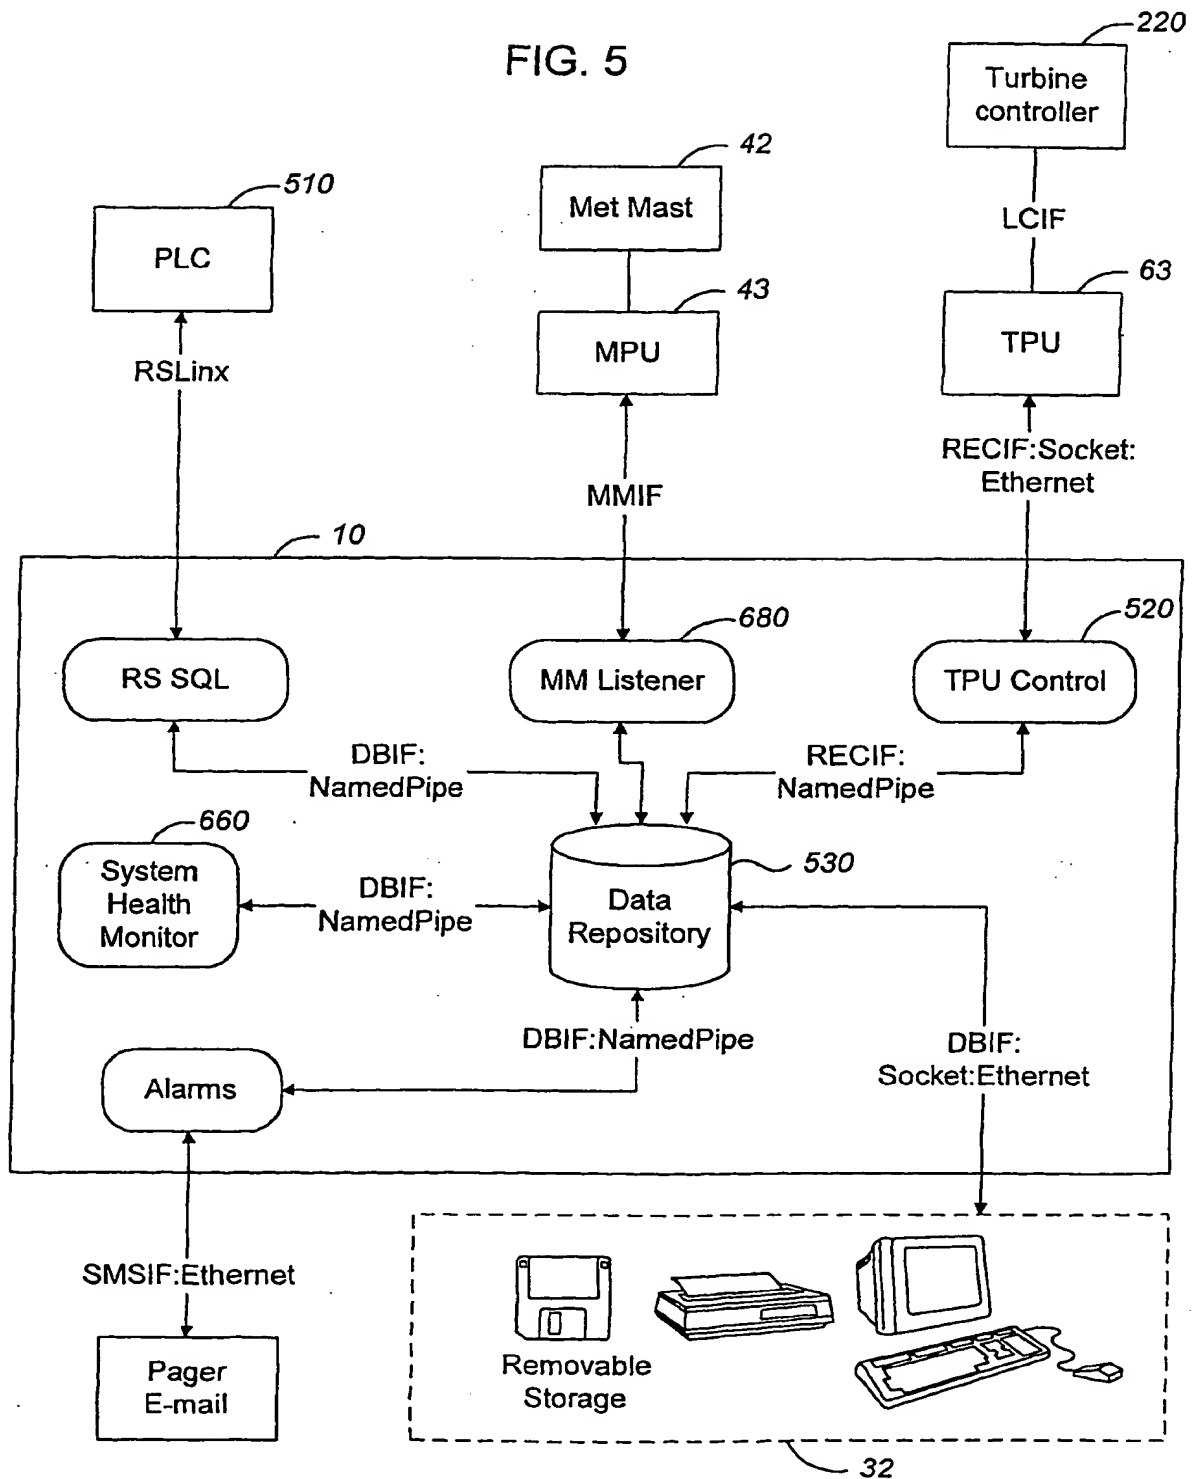 FIG. 5
220
Turbine
controller
42
Met Mast
510
PLC
LCIF
43
MPU
63
TPU
RSLinx
MMIF
RECIF:Socket:
Ethernet
10
RS SQL
680
MM Listener
520
TPU Control
DBIF:
NamedPipe
RECIF:
NamedPipe
660
System
Health
Monitor
DBIF:
NamedPipe
530
Data
Repository
DBIF:NamedPipe
DBIF:
Socket:Ethernet
Alarms
SMSIF:Ethernet
Pager
E-mail
Removable
Storage
32